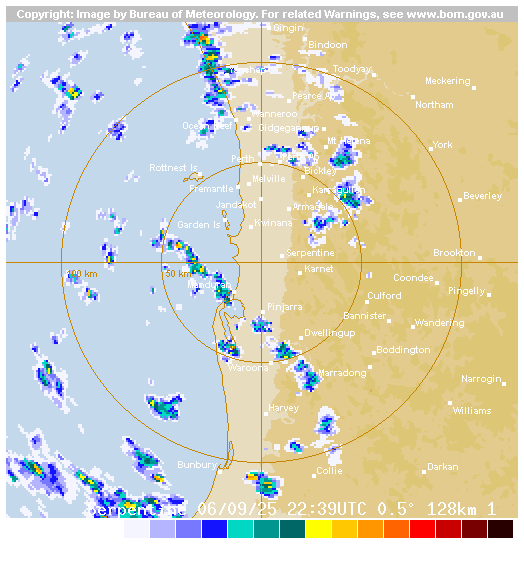 Copyright: Image by Bureau of Meteorology. For related Warnings, see www.bom.gov.au
Gingin
Bindoon
Toodyay
Meckering
Pearce
Northam
Wanneroo
Ocean Reef
Gidgegannup
Mt Helena
York
Perth
Rottnest Is
Bickley
Melville
Fremantle
Karragullen
Beverley
Jandakot
Armadale
Garden Is
Kwinana
Serpentine
Brookton
100 km
50 km
Karnet
Coondee
Mandurah
Pingelly
Culford
Pinjarra
Bannister
Wandering
Dwellingup
Boddington
Waroona
Marradong
Narrogin
Harvey
Williams
Bunbury
Collie
Darkan
Serpentine 06/09/25 22:39UTC 0.5° 128km 1